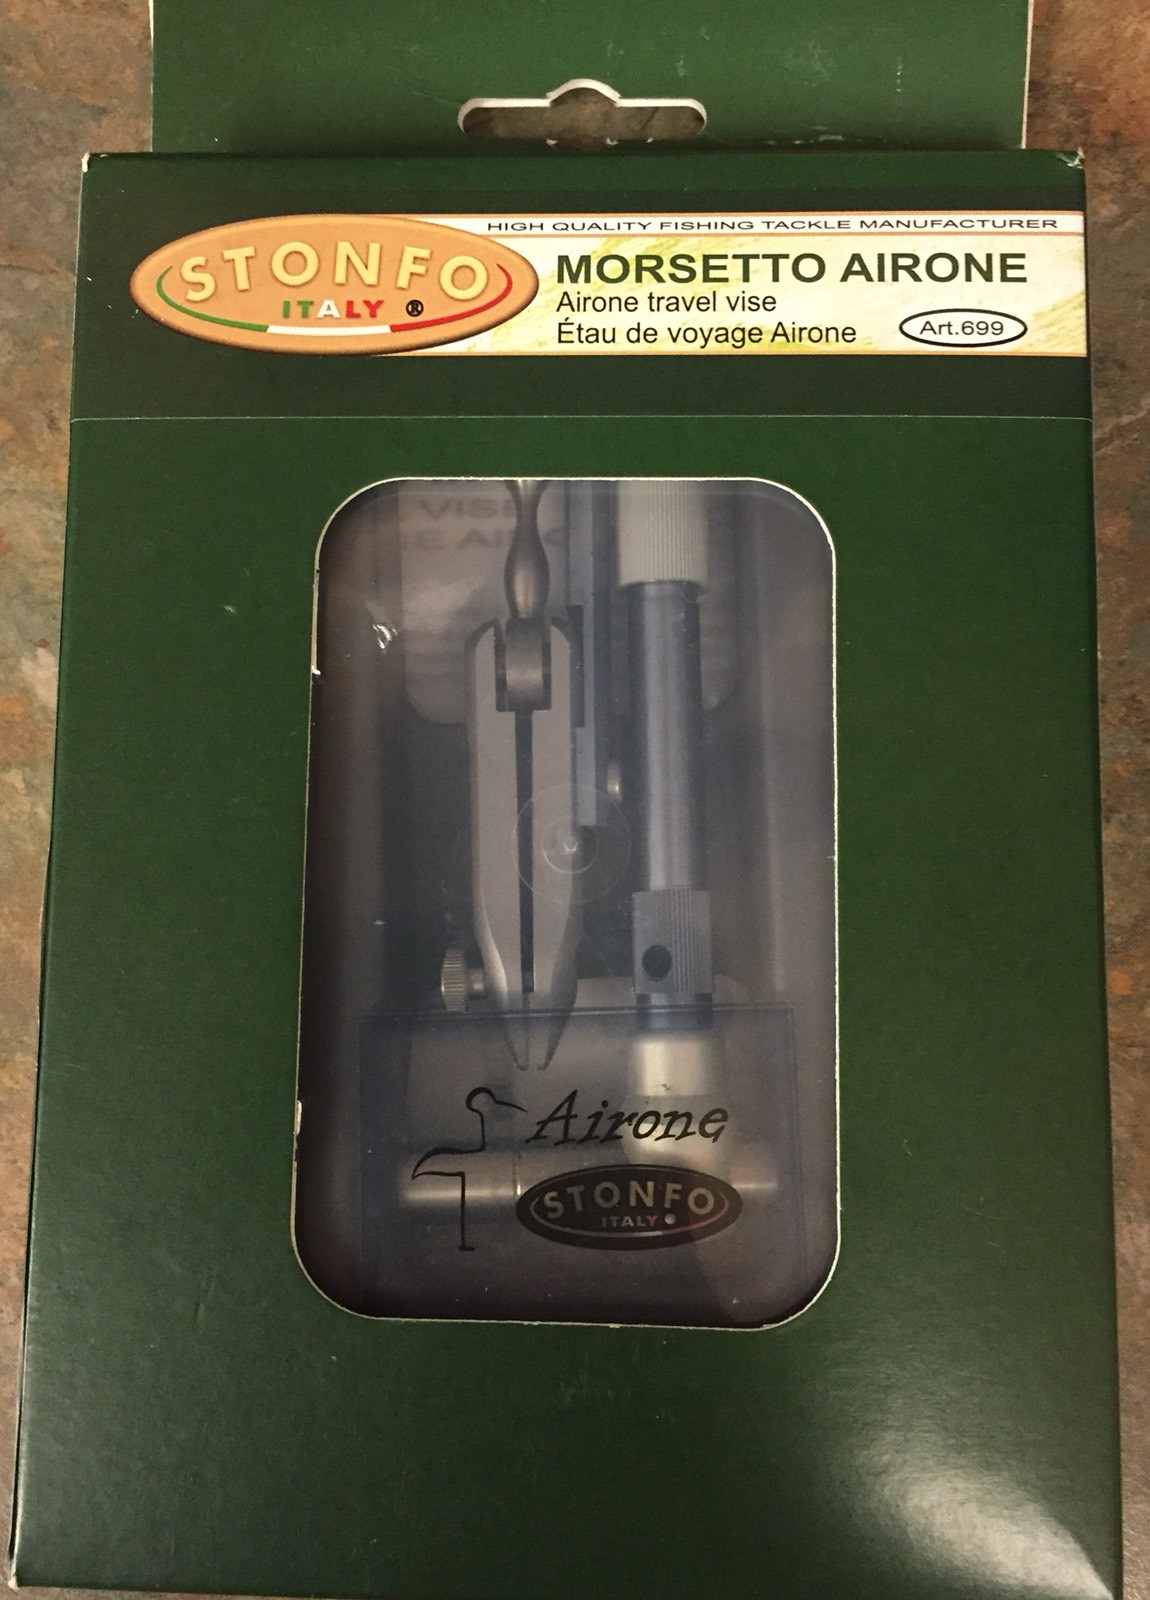 HIGH QUALITY FISHING TACKLE MANUFACTURER
STONFO
ITALY ®
MORSETTO AIRONE
Airone travel vise
Étau de voyage Airone
Art.699
VISE
Airone
STONFO
ITALY